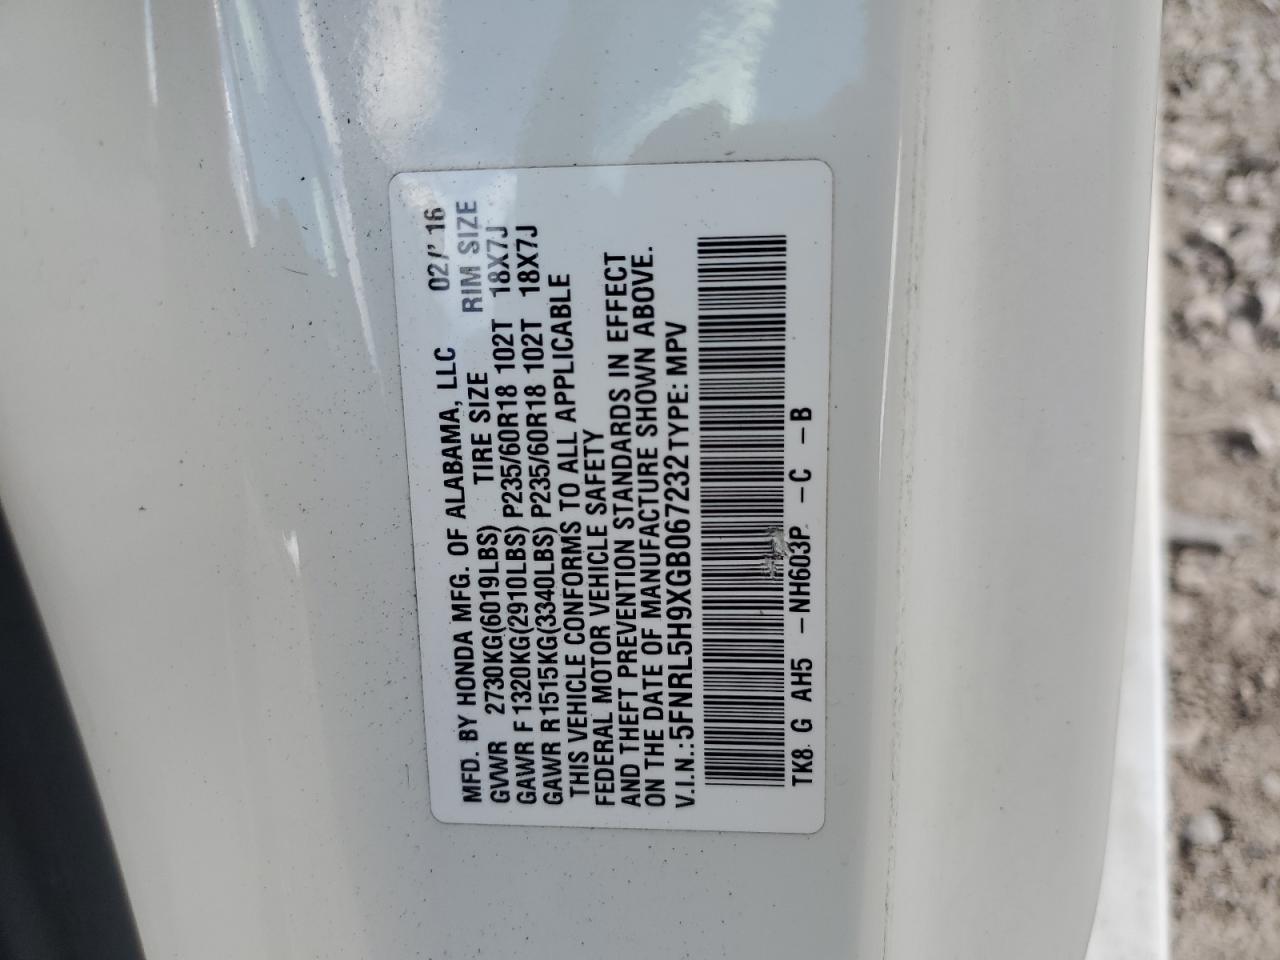 MFD. BY HONDA MFG. OF ALABAMA, LLC 02/' 16
GVWR 2730KG(6019LBS) TIRE SIZE RIM SIZE
GAWR F 1320KG(2910LBS) P235/60R18 102T 18X7J
GAWR R 1515KG(3340LBS) P235/60R18 102T 18X7J
THIS VEHICLE CONFORMS TO ALL APPLICABLE
FEDERAL MOTOR VEHICLE SAFETY
AND THEFT PREVENTION STANDARDS IN EFFECT
ON THE DATE OF MANUFACTURE SHOWN ABOVE.
V.I.N.:5FNRL5H9XGB067232 TYPE: MPV
TK8 G AH5 -NH603P -C -B